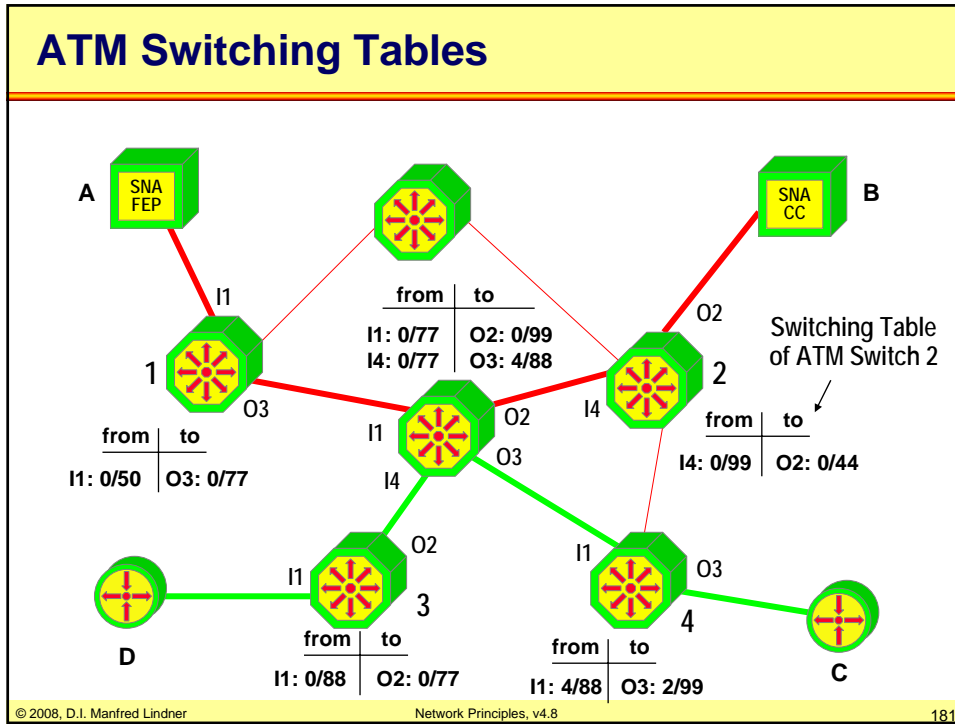 ATM Switching Tables
A
SNA
FEP
SNA
CC
B
I1
from to
I1: 0/77 O2: 0/99
I4: 0/77 O3: 4/88
O2
Switching Table
of ATM Switch 2
1
2
O3
I4
O2
I1
O3
I4
from to
I1: 0/50 O3: 0/77
from to
I4: 0/99 O2: 0/44
O2
I1
3
I1
O3
4
D
C
from to
I1: 0/88 O2: 0/77
from to
I1: 4/88 O3: 2/99
© 2008, D.I. Manfred Lindner Network Principles, v4.8 181